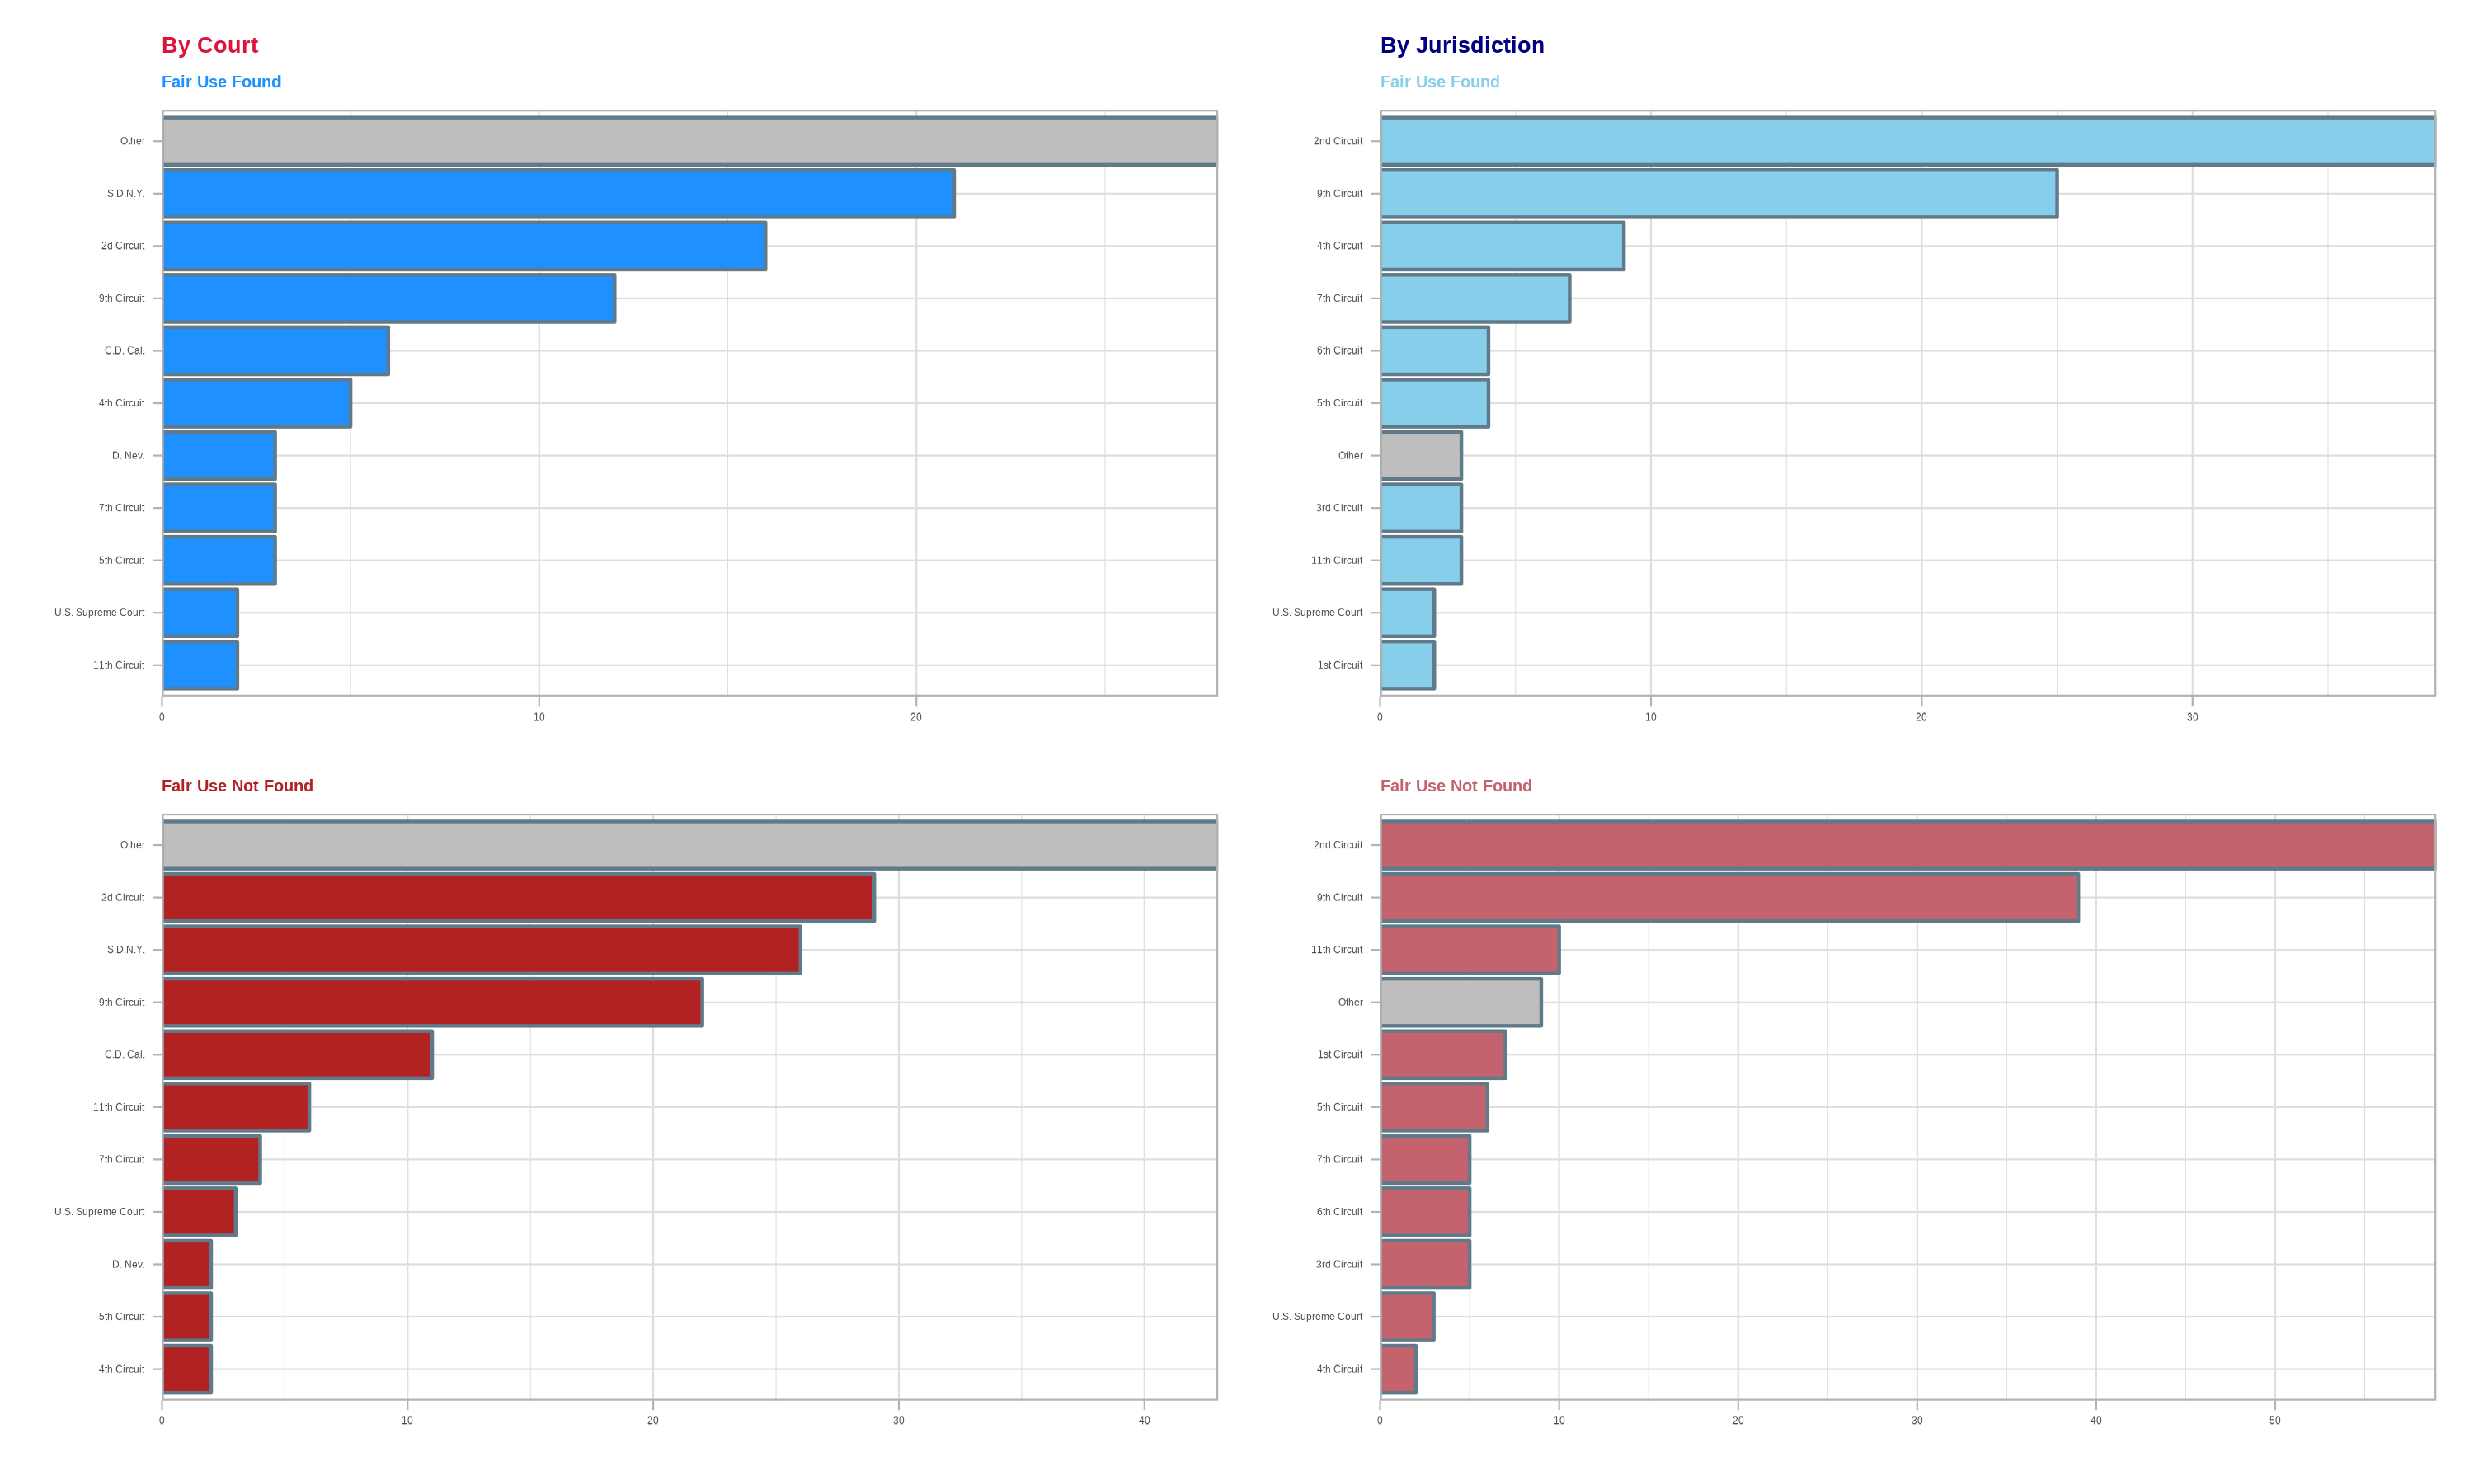 By Court
Fair Use Found
Other
S.D.N.Y.
2d Circuit
9th Circuit
C.D. Cal.
4th Circuit
D. Nev.
7th Circuit
5th Circuit
U.S. Supreme Court
11th Circuit
0 10 20
By Jurisdiction
Fair Use Found
2nd Circuit
9th Circuit
4th Circuit
7th Circuit
6th Circuit
5th Circuit
Other
3rd Circuit
11th Circuit
U.S. Supreme Court
1st Circuit
0 10 20 30
Fair Use Not Found
Other
2d Circuit
S.D.N.Y.
9th Circuit
C.D. Cal.
11th Circuit
7th Circuit
U.S. Supreme Court
D. Nev.
5th Circuit
4th Circuit
0 10 20 30 40
Fair Use Not Found
2nd Circuit
9th Circuit
11th Circuit
Other
1st Circuit
5th Circuit
7th Circuit
6th Circuit
3rd Circuit
U.S. Supreme Court
4th Circuit
0 10 20 30 40 50